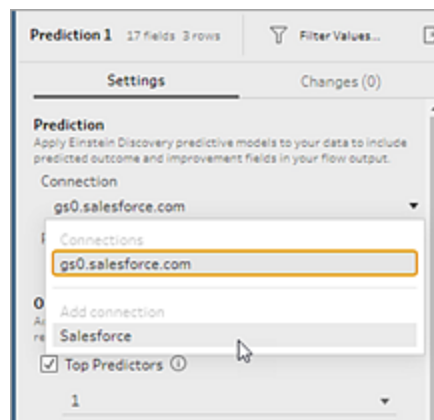 Prediction 1 17 fields 3 rows Filter Values...
Settings Changes (0)
Prediction
Apply Einstein Discovery predictive models to your data to include
predicted outcome and improvement fields in your flow output.
Connection
gs0.salesforce.com
Connections
gs0.salesforce.com
Add connection
Salesforce
Top Predictors
1